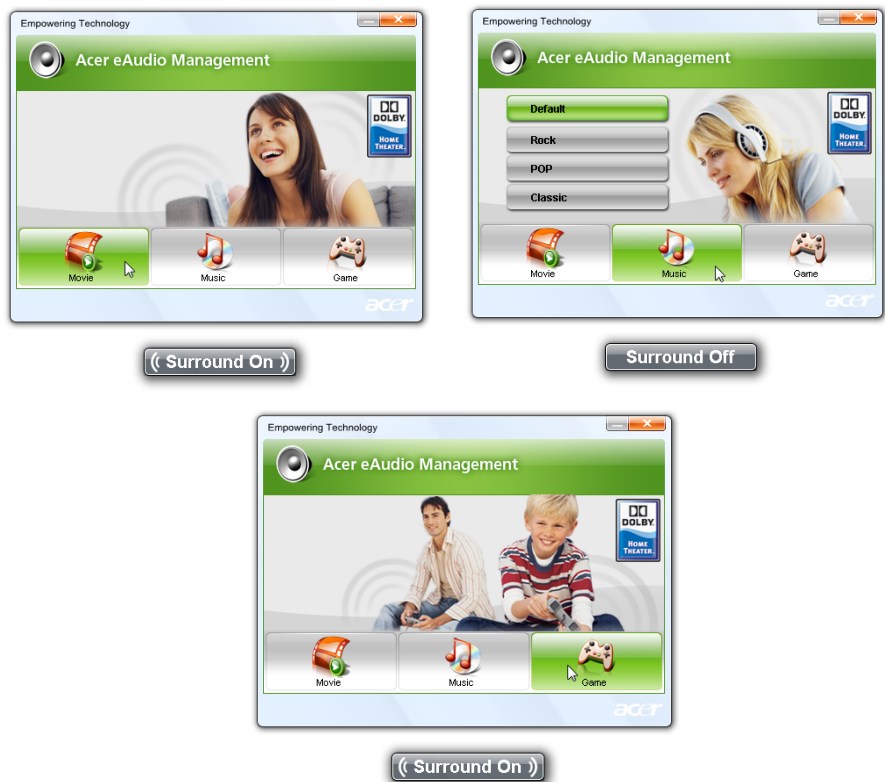 Empowering Technology
Acer eAudio Management
DOLBY
HOME
THEATER
Movie
Music
Game
acer
(( Surround On ))
Empowering Technology
Acer eAudio Management
Default
Rock
POP
Classic
DOLBY
HOME
THEATER
Movie
Music
Game
acer
Surround Off
Empowering Technology
Acer eAudio Management
DOLBY
HOME
THEATER
Movie
Music
Game
acer
(( Surround On ))